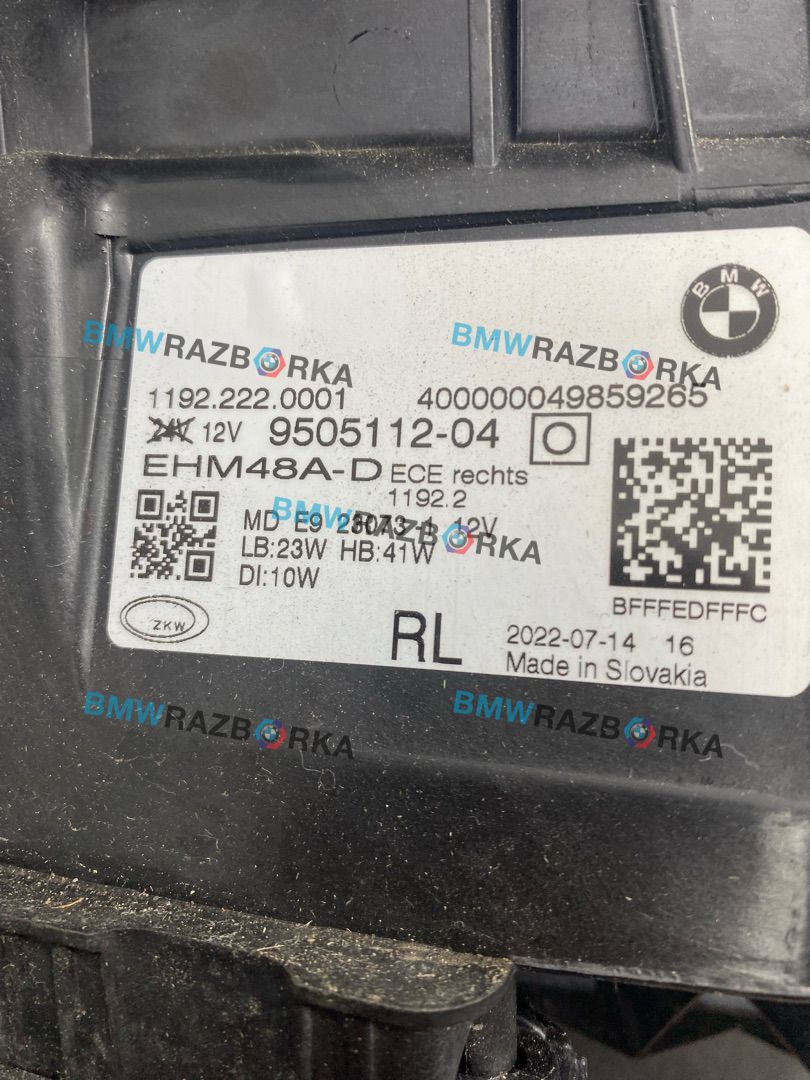 BMW
BMWRAZBORKA BMWRAZBORKA
1192.222.0001 400000049859265
24V 12V 9505112-04
EHM48A-D ECE rechts
1192.2
BMWRAZBORKA
MD E9 12V
LB:23W HB:41W
DI:10W
BFFFEDFFFC
ZKW
RL 2022-07-14 16
Made in Slovakia
BMWRAZBORKA BMWRAZBORKA